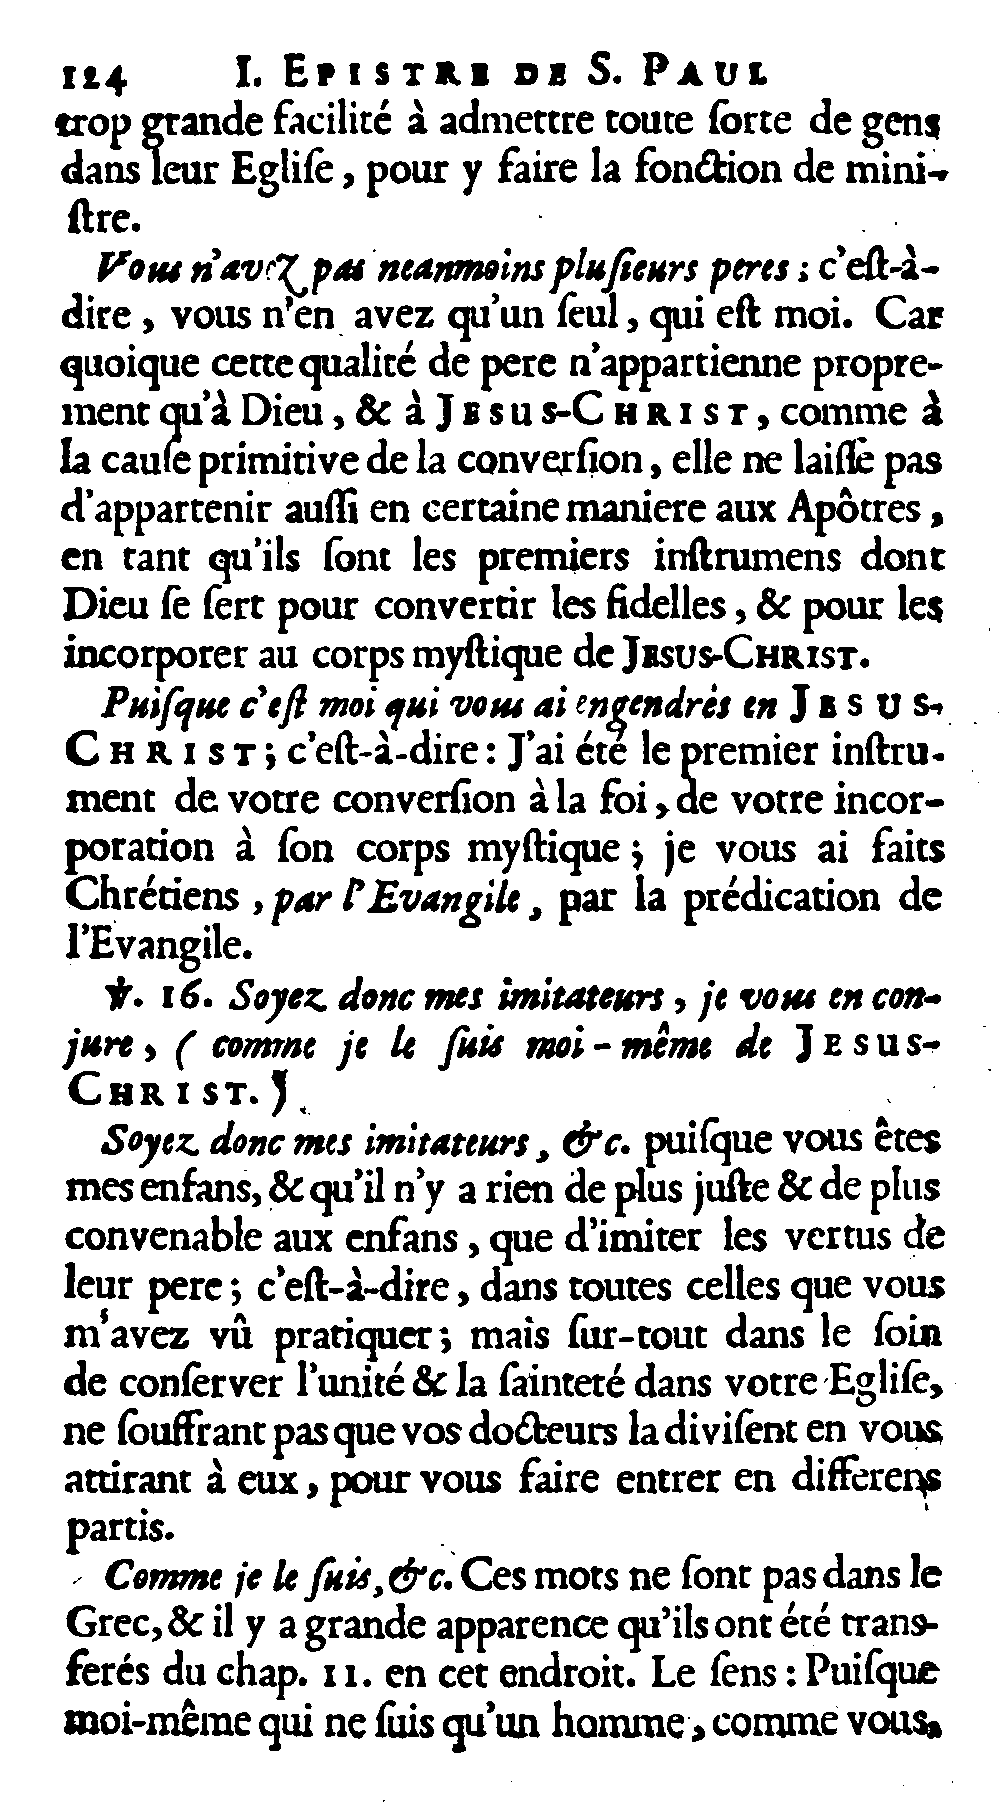 124 I. EPISTRE DE S. PAUL
trop grande facilité à admettre toute ſorte de gens
dans leur Egliſe, pour y faire la fonction de mini-
ſtre.
Vous n'avez pas neanmoins pluſieurs peres ; c'eſt-à-
dire, vous n'en avez qu'un ſeul, qui eſt moi. Car
quoique cette qualité de pere n'appartienne propre-
ment qu'à Dieu, & à JESUS-CHRIST, comme à
la cauſe primitive de la converſion, elle ne laiſſe pas
d'appartenir auſſi en certaine maniere aux Apôtres,
en tant qu'ils ſont les premiers inſtrumens dont
Dieu ſe ſert pour convertir les fidelles, & pour les
incorporer au corps myſtique de JESUS-CHRIST.
Puiſque c'eſt moi qui vous ai engendrés en JESUS-
CHRIST; c'eſt-à-dire : J'ai été le premier inſtru-
ment de votre converſion à la foi, de votre incor-
poration à ſon corps myſtique ; je vous ai faits
Chrétiens, par l'Evangile, par la prédication de
l'Evangile.
℣. 16. Soyez donc mes imitateurs, je vous en con-
jure, ( comme je le ſuis moi-même de JESUS-
CHRIST. )
Soyez donc mes imitateurs, &c. puiſque vous êtes
mes enfans, & qu'il n'y a rien de plus juſte & de plus
convenable aux enfans, que d'imiter les vertus de
leur pere ; c'eſt-à-dire, dans toutes celles que vous
m'avez vû pratiquer ; mais ſur-tout dans le ſoin
de conſerver l'unité & la ſainteté dans votre Egliſe,
ne ſouffrant pas que vos docteurs la diviſent en vous
attirant à eux, pour vous faire entrer en differens
partis.
Comme je le ſuis, &c. Ces mots ne ſont pas dans le
Grec, & il y a grande apparence qu'ils ont été trans-
ferés du chap. 11. en cet endroit. Le ſens : Puiſque
moi-même qui ne ſuis qu'un homme, comme vous,